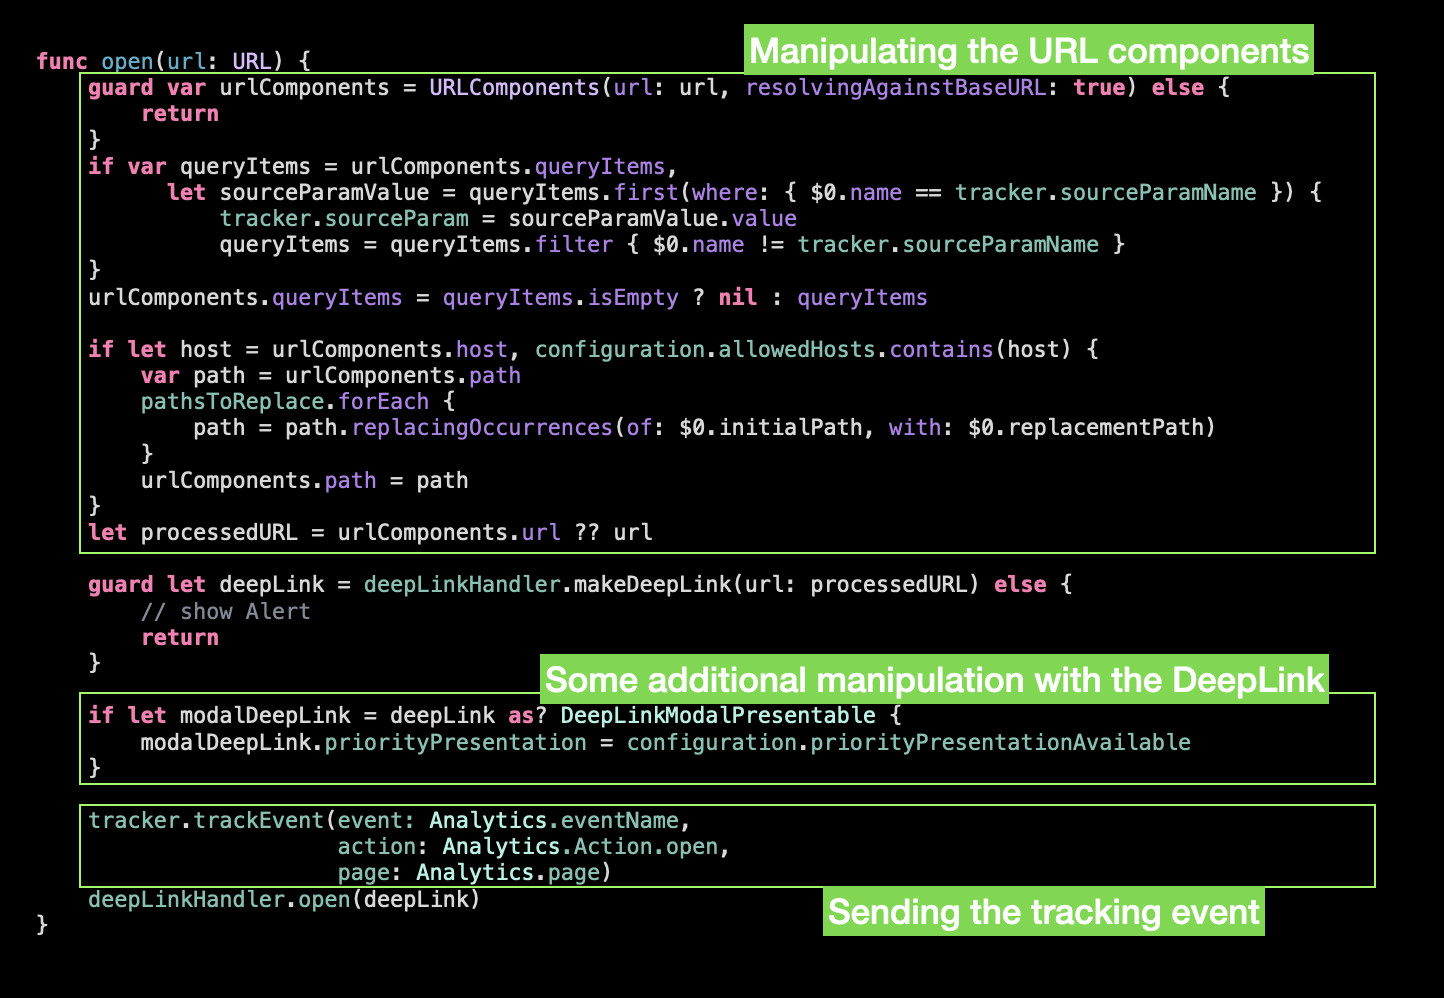 Manipulating the URL components
func open(url: URL) {
    guard var urlComponents = URLComponents(url: url, resolvingAgainstBaseURL: true) else {
        return
    }
    if var queryItems = urlComponents.queryItems,
          let sourceParamValue = queryItems.first(where: { $0.name == tracker.sourceParamName }) {
              tracker.sourceParam = sourceParamValue.value
              queryItems = queryItems.filter { $0.name != tracker.sourceParamName }
    }
    urlComponents.queryItems = queryItems.isEmpty ? nil : queryItems

    if let host = urlComponents.host, configuration.allowedHosts.contains(host) {
        var path = urlComponents.path
        pathsToReplace.forEach {
            path = path.replacingOccurrences(of: $0.initialPath, with: $0.replacementPath)
        }
        urlComponents.path = path
    }
    let processedURL = urlComponents.url ?? url

    guard let deepLink = deepLinkHandler.makeDeepLink(url: processedURL) else {
        // show Alert
        return
    }
Some additional manipulation with the DeepLink
    if let modalDeepLink = deepLink as? DeepLinkModalPresentable {
        modalDeepLink.priorityPresentation = configuration.priorityPresentationAvailable
    }

    tracker.trackEvent(event: Analytics.eventName,
                       action: Analytics.Action.open,
                       page: Analytics.page)
    deepLinkHandler.open(deepLink)
Sending the tracking event
}